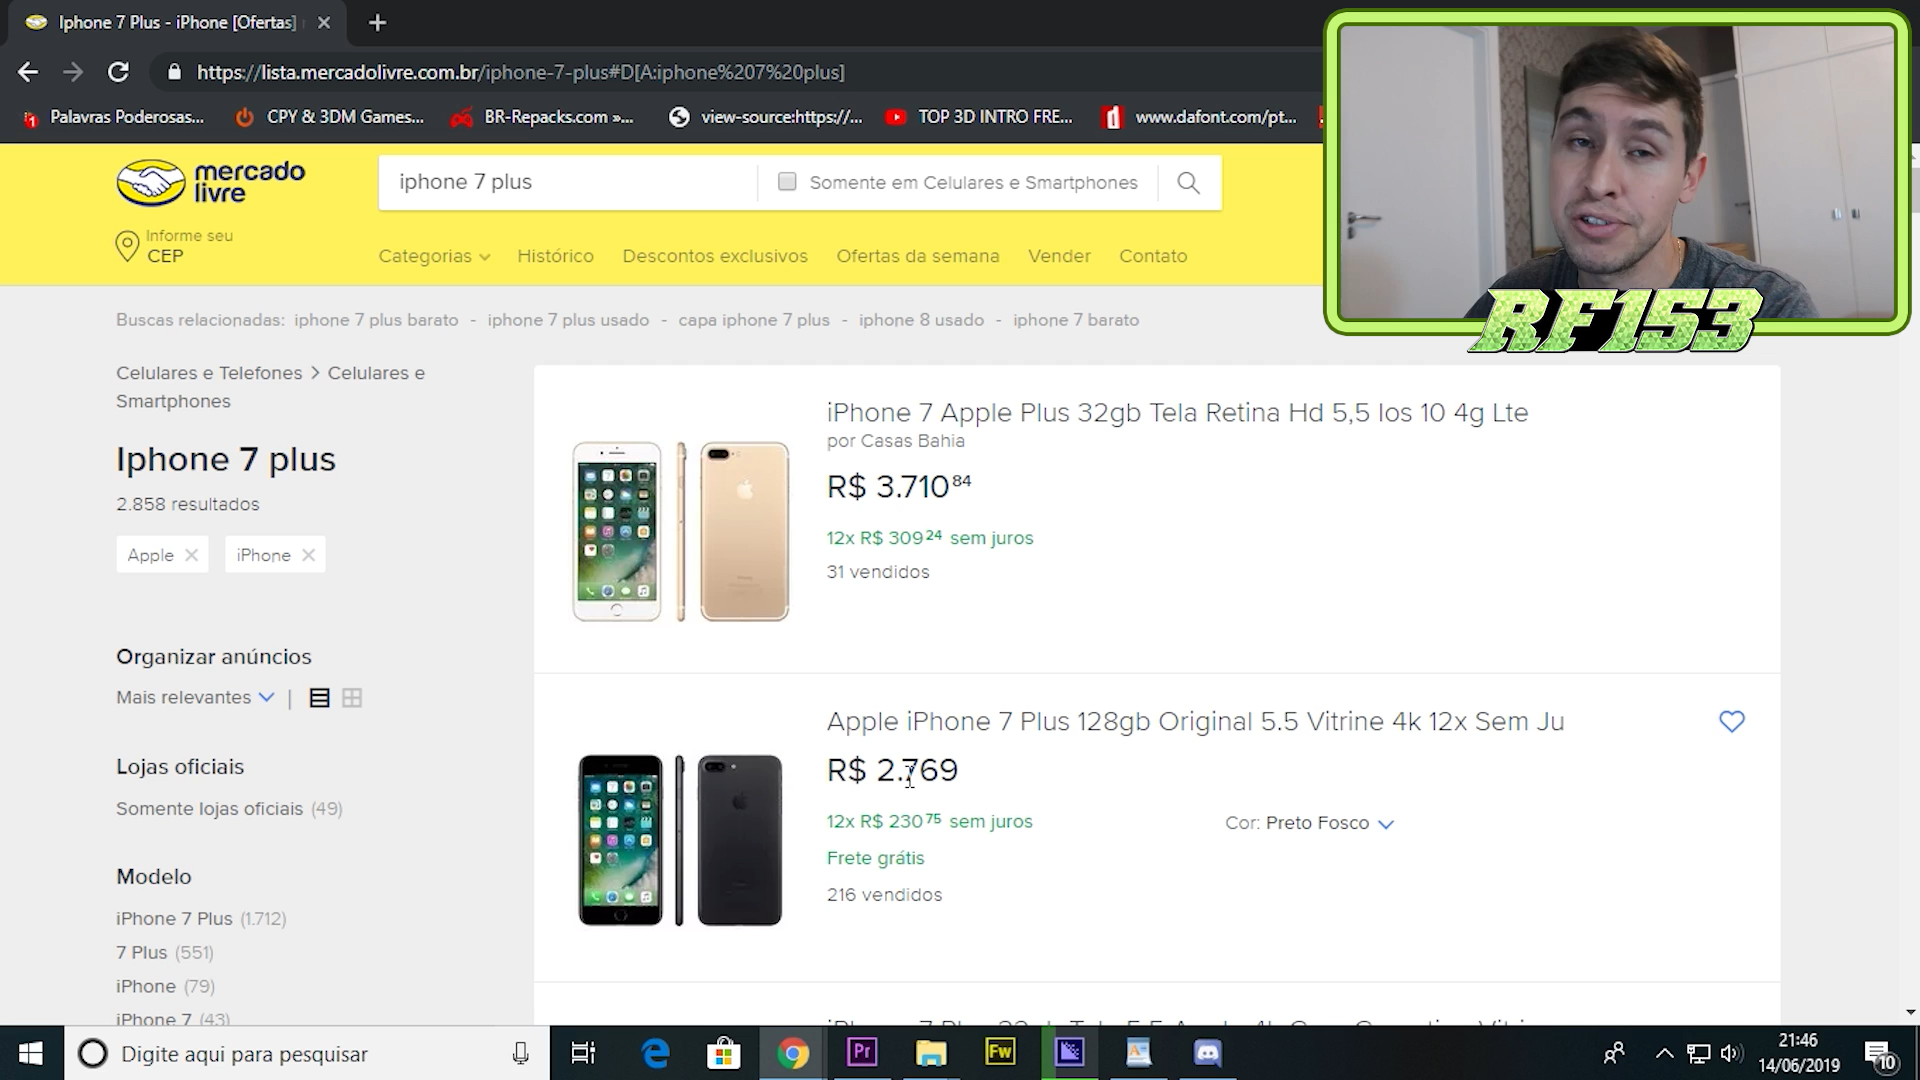 Iphone 7 Plus - iPhone [Ofertas]
https://lista.mercadolivre.com.br/iphone-7-plus#D[A:iphone%207%20plus]
Palavras Poderosas...
CPY & 3DM Games...
BR-Repacks.com »...
view-source:https://...
TOP 3D INTRO FRE...
www.dafont.com/pt...
RF153
mercado
livre
iphone 7 plus
Somente em Celulares e Smartphones
Informe seu
CEP
Categorias
Histórico
Descontos exclusivos
Ofertas da semana
Vender
Contato
Buscas relacionadas: iphone 7 plus barato - iphone 7 plus usado - capa iphone 7 plus - iphone 8 usado - iphone 7 barato
Celulares e Telefones > Celulares e
Smartphones
Iphone 7 plus
2.858 resultados
Apple
iPhone
Organizar anúncios
Mais relevantes
Lojas oficiais
Somente lojas oficiais (49)
Modelo
iPhone 7 Plus (1.712)
7 Plus (551)
iPhone (79)
iPhone 7 (43)
iPhone 7 Apple Plus 32gb Tela Retina Hd 5,5 Ios 10 4g Lte
por Casas Bahia
R$ 3.710 84
12x R$ 309 24 sem juros
31 vendidos
Apple iPhone 7 Plus 128gb Original 5.5 Vitrine 4k 12x Sem Ju
R$ 2.769
12x R$ 230 75 sem juros
Cor: Preto Fosco
Frete grátis
216 vendidos
Digite aqui para pesquisar
Pr
Fw
21:46
14/06/2019
10